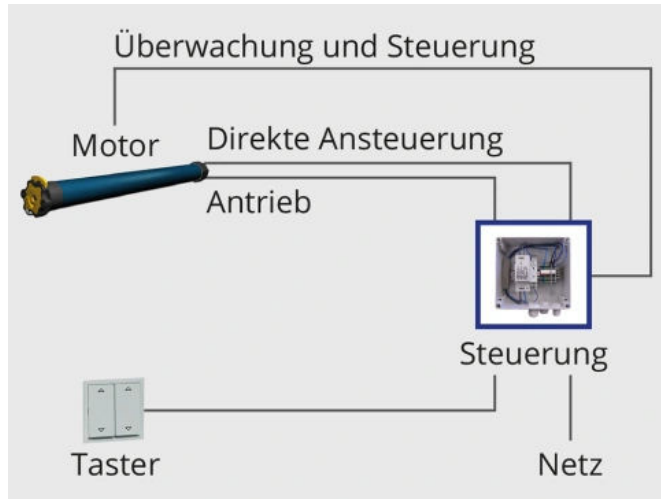 Überwachung und Steuerung
Motor
Direkte Ansteuerung
Antrieb
Steuerung
Taster
Netz